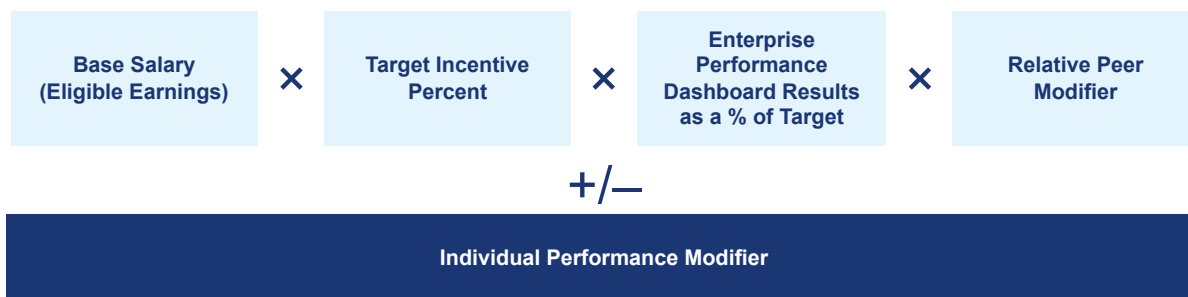 Base Salary
(Eligible Earnings)
×
Target Incentive
Percent
×
Enterprise
Performance
Dashboard Results
as a % of Target
×
Relative Peer
Modifier
+/–
Individual Performance Modifier